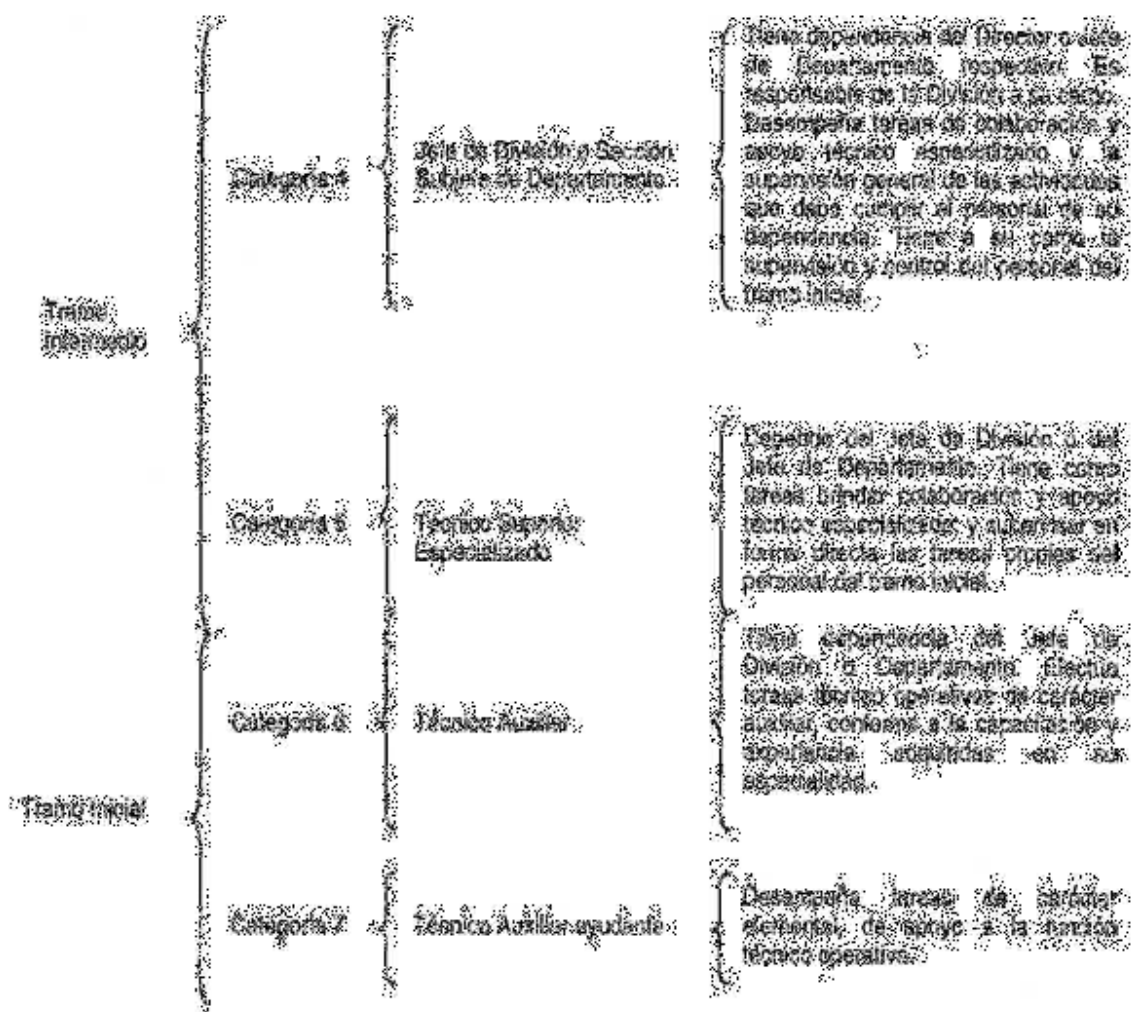 Tramo
intermedio
Categoría 4
Jefe de División o Sección
Subjefe de Departamento
Tiene dependencia del Director o Jefe
de Departamento respectivo. Es
responsable de la División a su cargo.
Desempeña tareas de colaboración y
apoyo técnico especializado y la
supervisión general de las actividades
que debe cumplir el personal de su
dependencia. Tiene a su cargo la
supervisión y control del personal del
tramo inicial.
Categoría 5
Técnico Superior
Especializado
Depende del Jefe de División o del
Jefe de Departamento. Tiene como
tareas brindar colaboración y apoyo
técnico especializado y supervisar en
forma directa las tareas propias del
personal del tramo inicial.
Tramo Inicial
Categoría 6
Técnico Auxiliar
Tiene dependencia del Jefe de
División o Departamento. Efectúa
tareas técnico operativas de carácter
auxiliar, conforme a la capacitación y
experiencia adquiridas en su
especialidad.
Categoría 7
Técnico Auxiliar ayudante
Desempeña tareas de carácter
elemental, de apoyo a la función
técnico operativa.